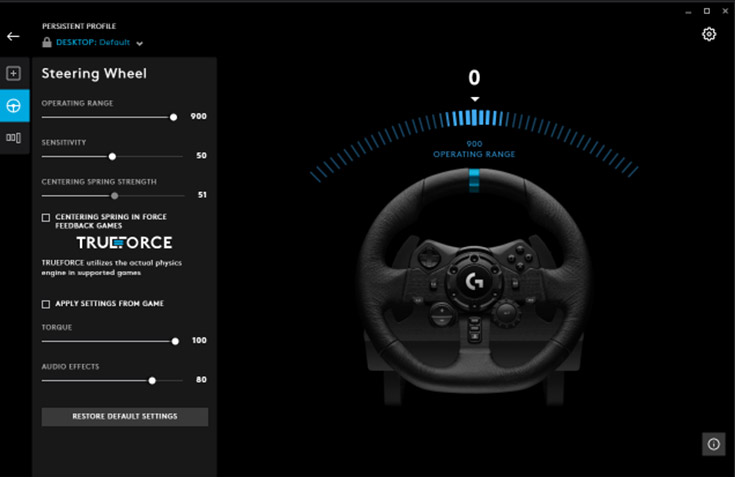 PERSISTENT PROFILE
DESKTOP: Default
Steering Wheel
OPERATING RANGE
900
SENSITIVITY
50
CENTERING SPRING STRENGTH
51
CENTERING SPRING IN FORCE
FEEDBACK GAMES
TRUEFORCE
TRUEFORCE utilizes the actual physics
engine in supported games
APPLY SETTINGS FROM GAME
TORQUE
100
AUDIO EFFECTS
80
RESTORE DEFAULT SETTINGS
0
900
OPERATING RANGE
G